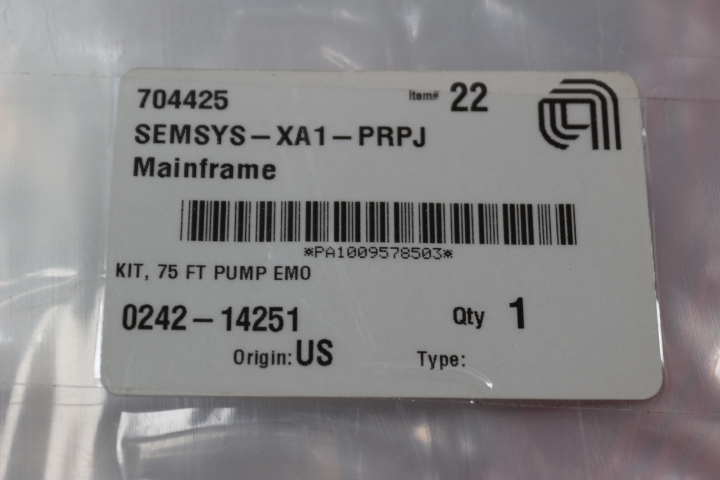 704425 Item# 22
SEMSYS-XA1-PRPJ
Mainframe
*PA1009578503*
KIT, 75 FT PUMP EMO
0242-14251 Qty 1
Origin: US Type: